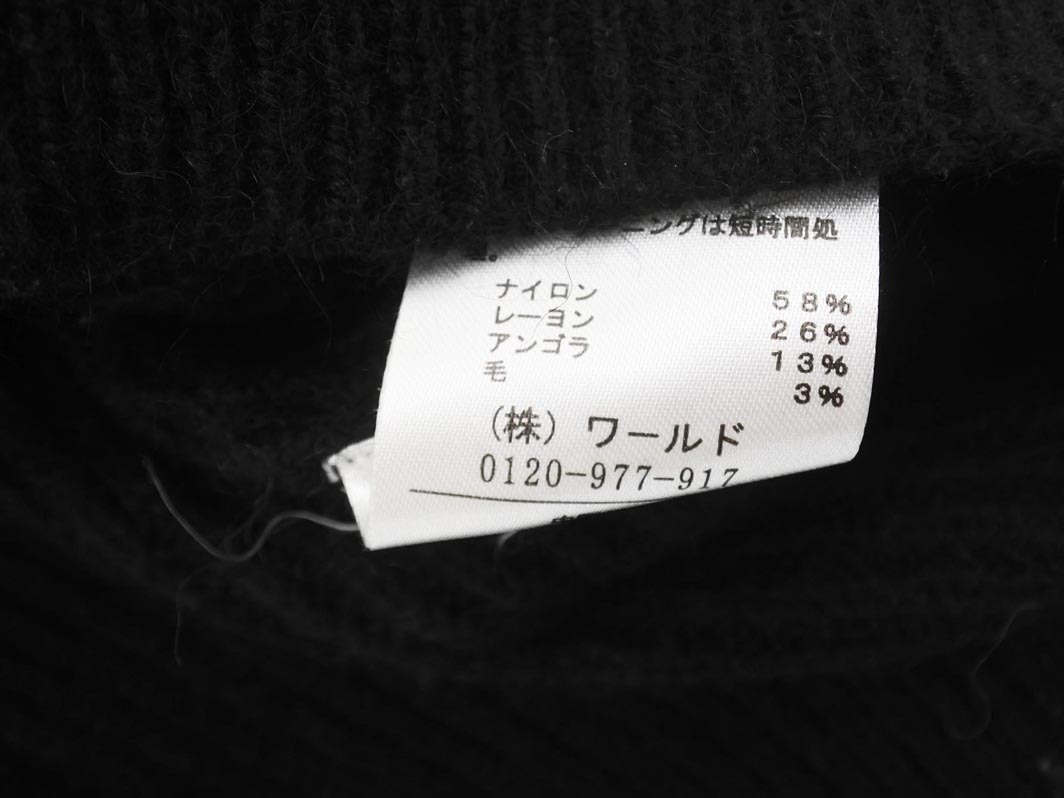 ニングは短時間処
ナイロン 58%
レーヨン 26%
アンゴラ 13%
毛 3%
(株) ワールド
0120-977-917